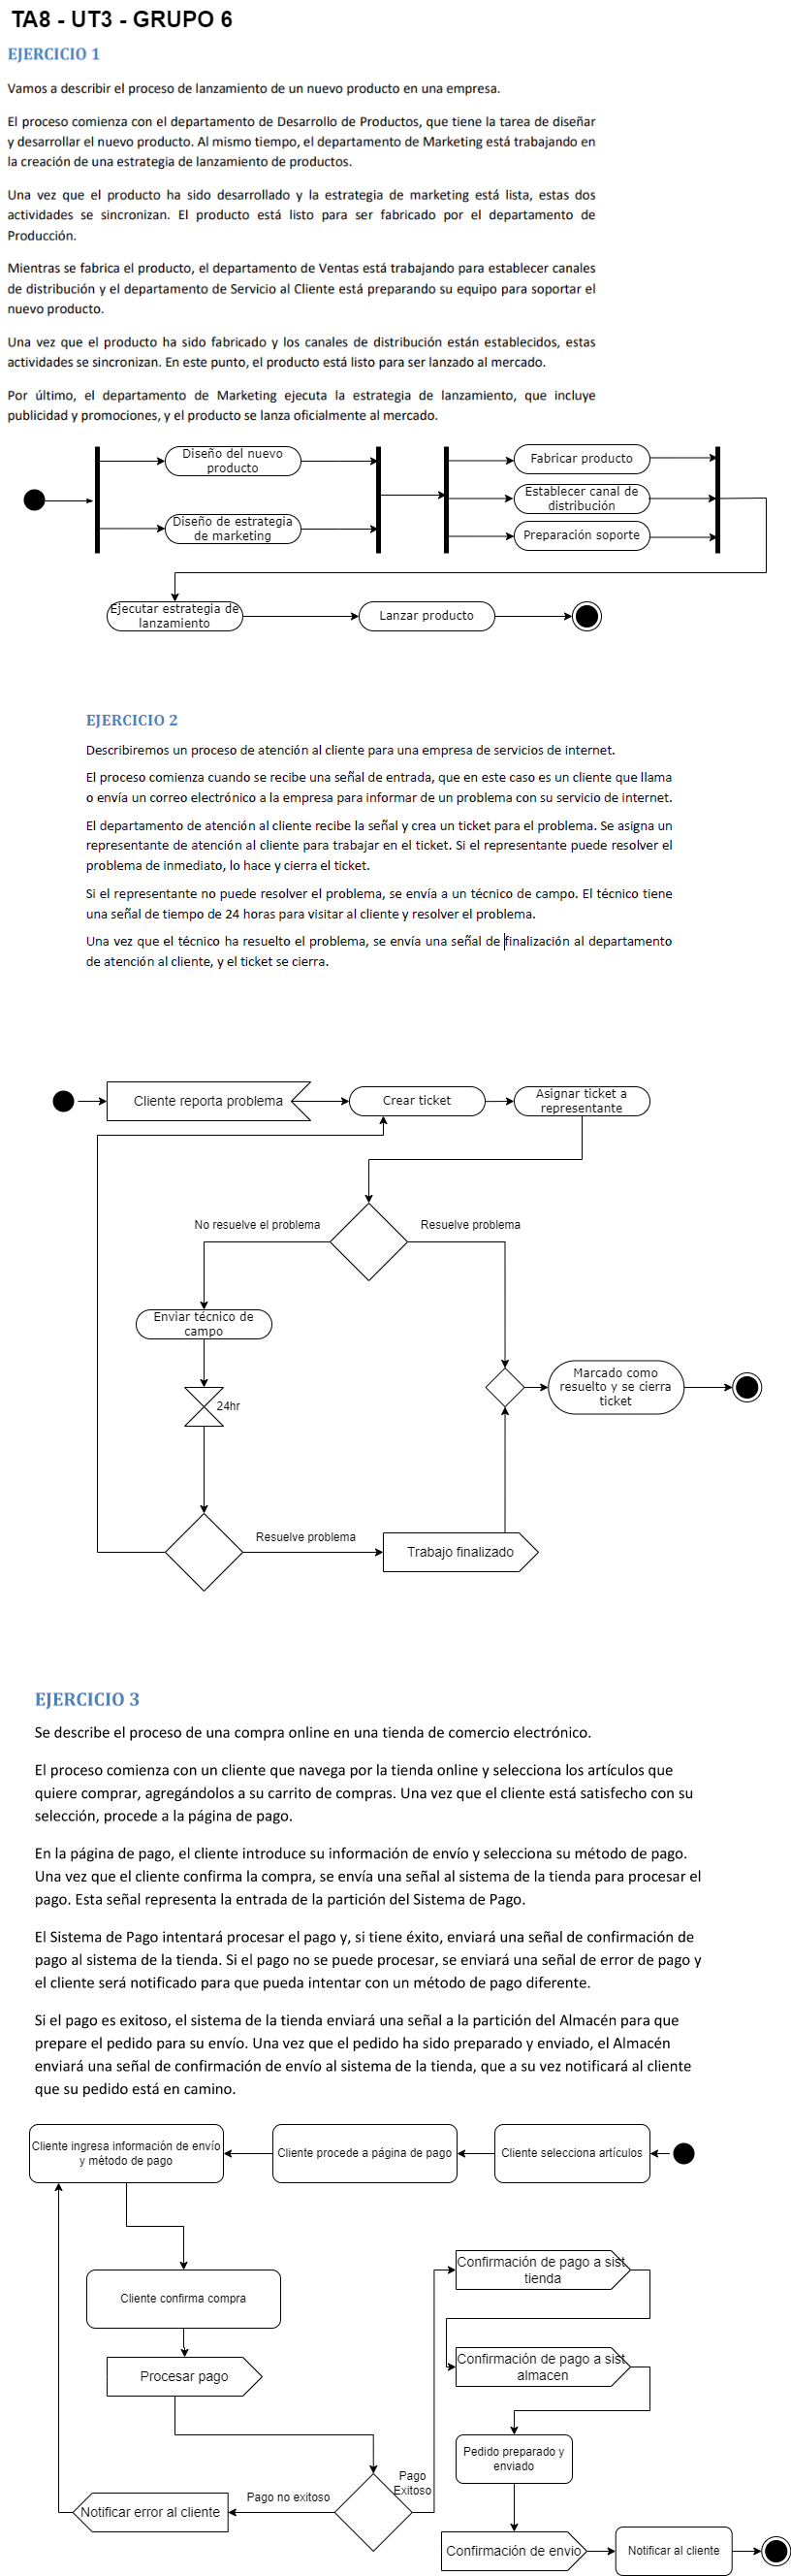 TA8 - UT3 - GRUPO 6
EJERCICIO 1
Vamos a describir el proceso de lanzamiento de un nuevo producto en una empresa.
El proceso comienza con el departamento de Desarrollo de Productos, que tiene la tarea de diseñar
y desarrollar el nuevo producto. Al mismo tiempo, el departamento de Marketing está trabajando en
la creación de una estrategia de lanzamiento de productos.
Una vez que el producto ha sido desarrollado y la estrategia de marketing está lista, estas dos
actividades se sincronizan. El producto está listo para ser fabricado por el departamento de
Producción.
Mientras se fabrica el producto, el departamento de Ventas está trabajando para establecer canales
de distribución y el departamento de Servicio al Cliente está preparando su equipo para soportar el
nuevo producto.
Una vez que el producto ha sido fabricado y los canales de distribución están establecidos, estas
actividades se sincronizan. En este punto, el producto está listo para ser lanzado al mercado.
Por último, el departamento de Marketing ejecuta la estrategia de lanzamiento, que incluye
publicidad y promociones, y el producto se lanza oficialmente al mercado.
Diseño del nuevo
producto
Diseño de estrategia
de marketing
Fabricar producto
Establecer canal de
distribución
Preparación soporte
Ejecutar estrategia de
lanzamiento
Lanzar producto
EJERCICIO 2
Describiremos un proceso de atención al cliente para una empresa de servicios de internet.
El proceso comienza cuando se recibe una señal de entrada, que en este caso es un cliente que llama
o envía un correo electrónico a la empresa para informar de un problema con su servicio de internet.
El departamento de atención al cliente recibe la señal y crea un ticket para el problema. Se asigna un
representante de atención al cliente para trabajar en el ticket. Si el representante puede resolver el
problema de inmediato, lo hace y cierra el ticket.
Si el representante no puede resolver el problema, se envía a un técnico de campo. El técnico tiene
una señal de tiempo de 24 horas para visitar al cliente y resolver el problema.
Una vez que el técnico ha resuelto el problema, se envía una señal de finalización al departamento
de atención al cliente, y el ticket se cierra.
Cliente reporta problema
Crear ticket
Asignar ticket a
representante
No resuelve el problema
Resuelve problema
Enviar técnico de
campo
24hr
Marcado como
resuelto y se cierra
ticket
Resuelve problema
Trabajo finalizado
EJERCICIO 3
Se describe el proceso de una compra online en una tienda de comercio electrónico.
El proceso comienza con un cliente que navega por la tienda online y selecciona los artículos que
quiere comprar, agregándolos a su carrito de compras. Una vez que el cliente está satisfecho con su
selección, procede a la página de pago.
En la página de pago, el cliente introduce su información de envío y selecciona su método de pago.
Una vez que el cliente confirma la compra, se envía una señal al sistema de la tienda para procesar el
pago. Esta señal representa la entrada de la partición del Sistema de Pago.
El Sistema de Pago intentará procesar el pago y, si tiene éxito, enviará una señal de confirmación de
pago al sistema de la tienda. Si el pago no se puede procesar, se enviará una señal de error de pago y
el cliente será notificado para que pueda intentar con un método de pago diferente.
Si el pago es exitoso, el sistema de la tienda enviará una señal a la partición del Almacén para que
prepare el pedido para su envío. Una vez que el pedido ha sido preparado y enviado, el Almacén
enviará una señal de confirmación de envío al sistema de la tienda, que a su vez notificará al cliente
que su pedido está en camino.
Cliente ingresa información de envío
y método de pago
Cliente procede a página de pago
Cliente selecciona artículos
Cliente confirma compra
Procesar pago
Confirmación de pago a sist
tienda
Confirmación de pago a sist
almacen
Pedido preparado y
enviado
Pago
Exitoso
Pago no exitoso
Notificar error al cliente
Confirmación de envio
Notificar al cliente